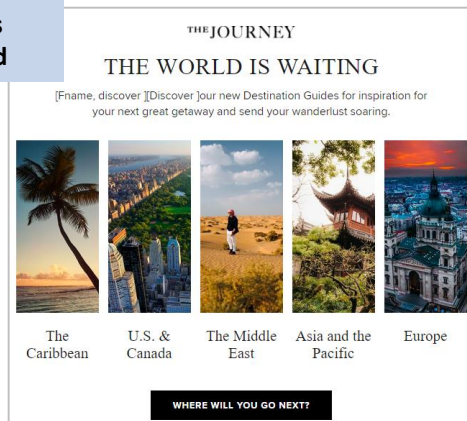 s
d
THE JOURNEY
THE WORLD IS WAITING
[Fname, discover ][Discover ]our new Destination Guides for inspiration for
your next great getaway and send your wanderlust soaring.
The
Caribbean
U.S. &
Canada
The Middle
East
Asia and the
Pacific
Europe
WHERE WILL YOU GO NEXT?